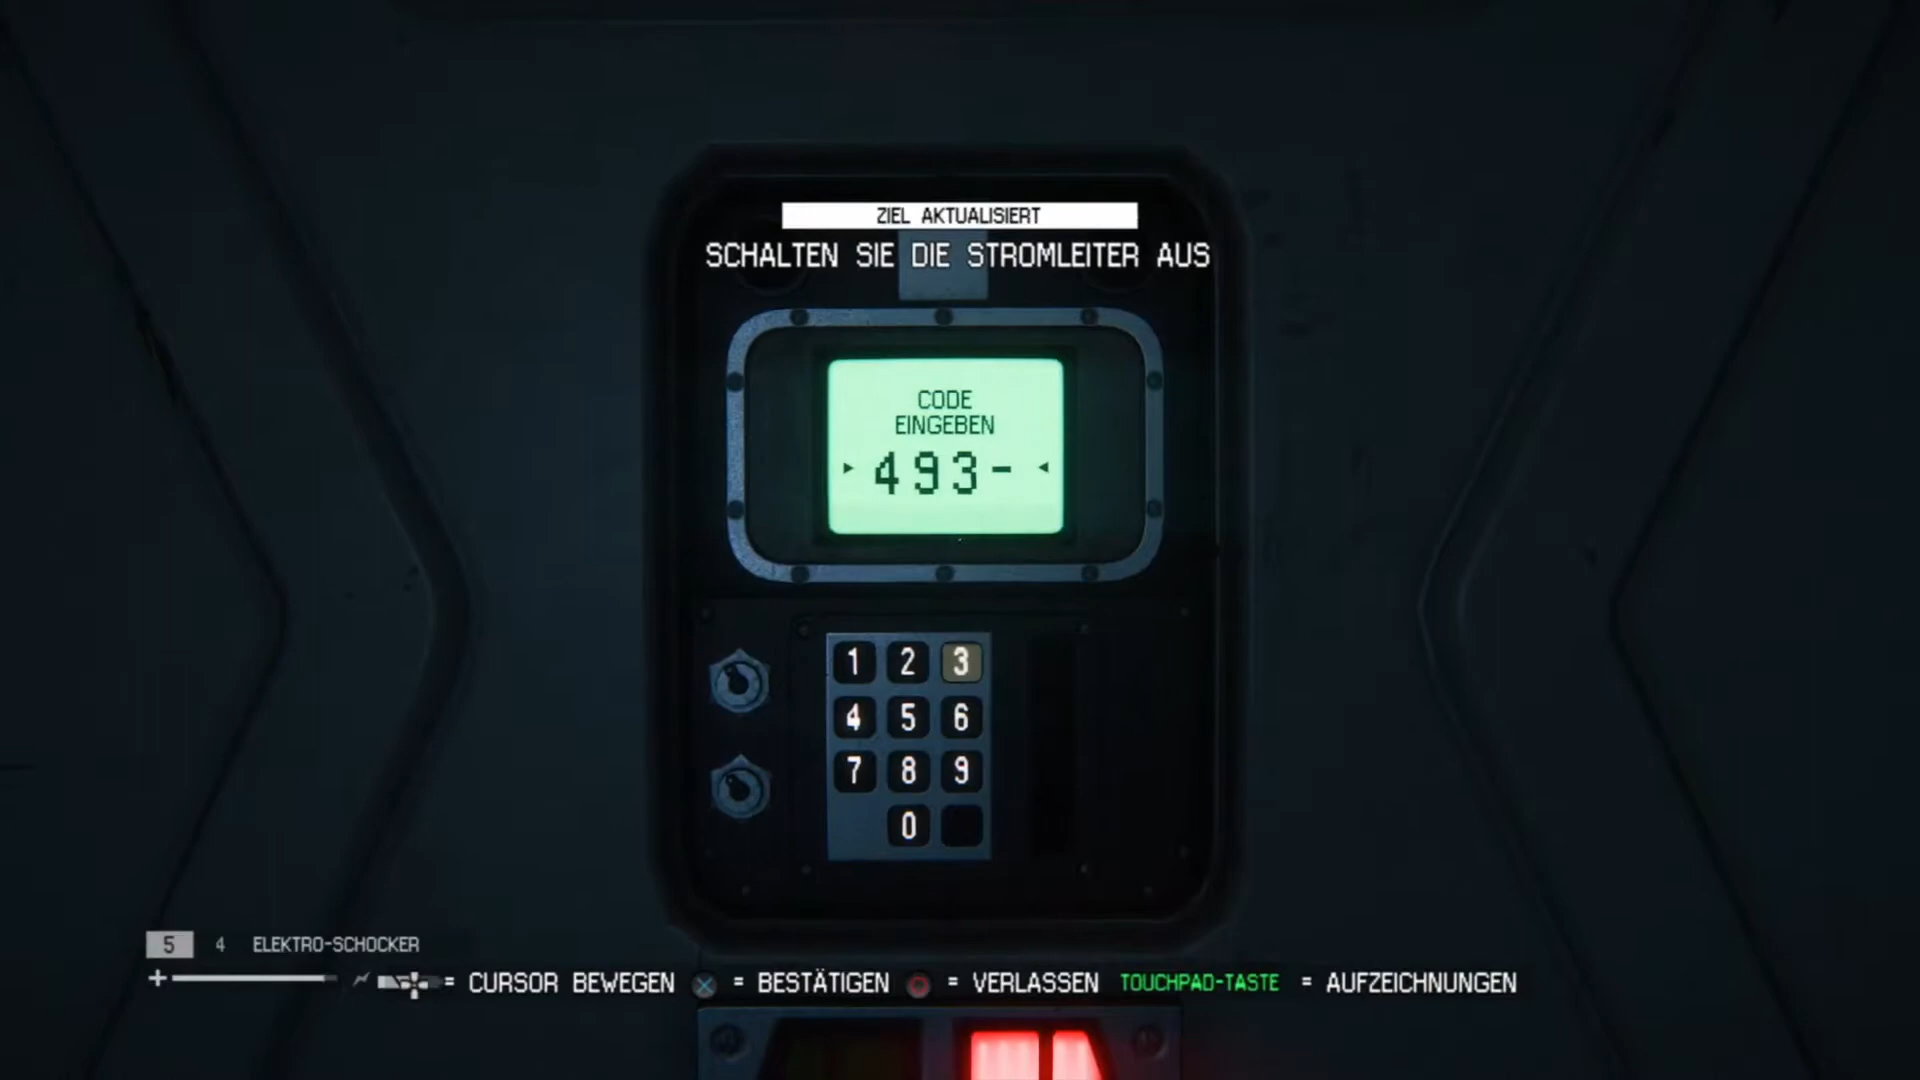 ZIEL AKTUALISIERT
SCHALTEN SIE DIE STROMLEITER AUS
CODE
EINGEBEN
493-
1 2 3
4 5 6
7 8 9
0
5 4 ELEKTRO-SCHOCKER
= CURSOR BEWEGEN = BESTÄTIGEN = VERLASSEN TOUCHPAD-TASTE = AUFZEICHNUNGEN